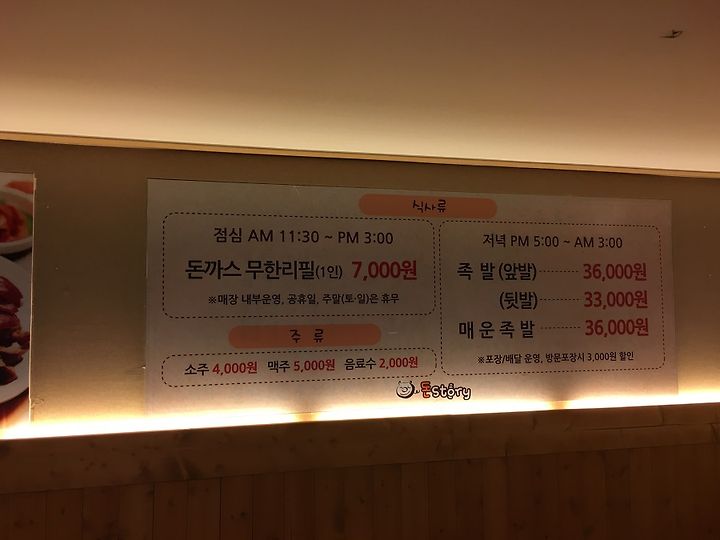 식사류
점심 AM 11:30 ~ PM 3:00
돈까스 무한리필(1인) 7,000원
※매장 내부운영, 공휴일, 주말(토·일)은 휴무
주 류
소주 4,000원 맥주 5,000원 음료수 2,000원
저녁 PM 5:00 ~ AM 3:00
족 발 (앞발) ········· 36,000원
(뒷발) ········· 33,000원
매 운 족 발 ········· 36,000원
※포장/배달 운영, 방문포장시 3,000원 할인
돈story